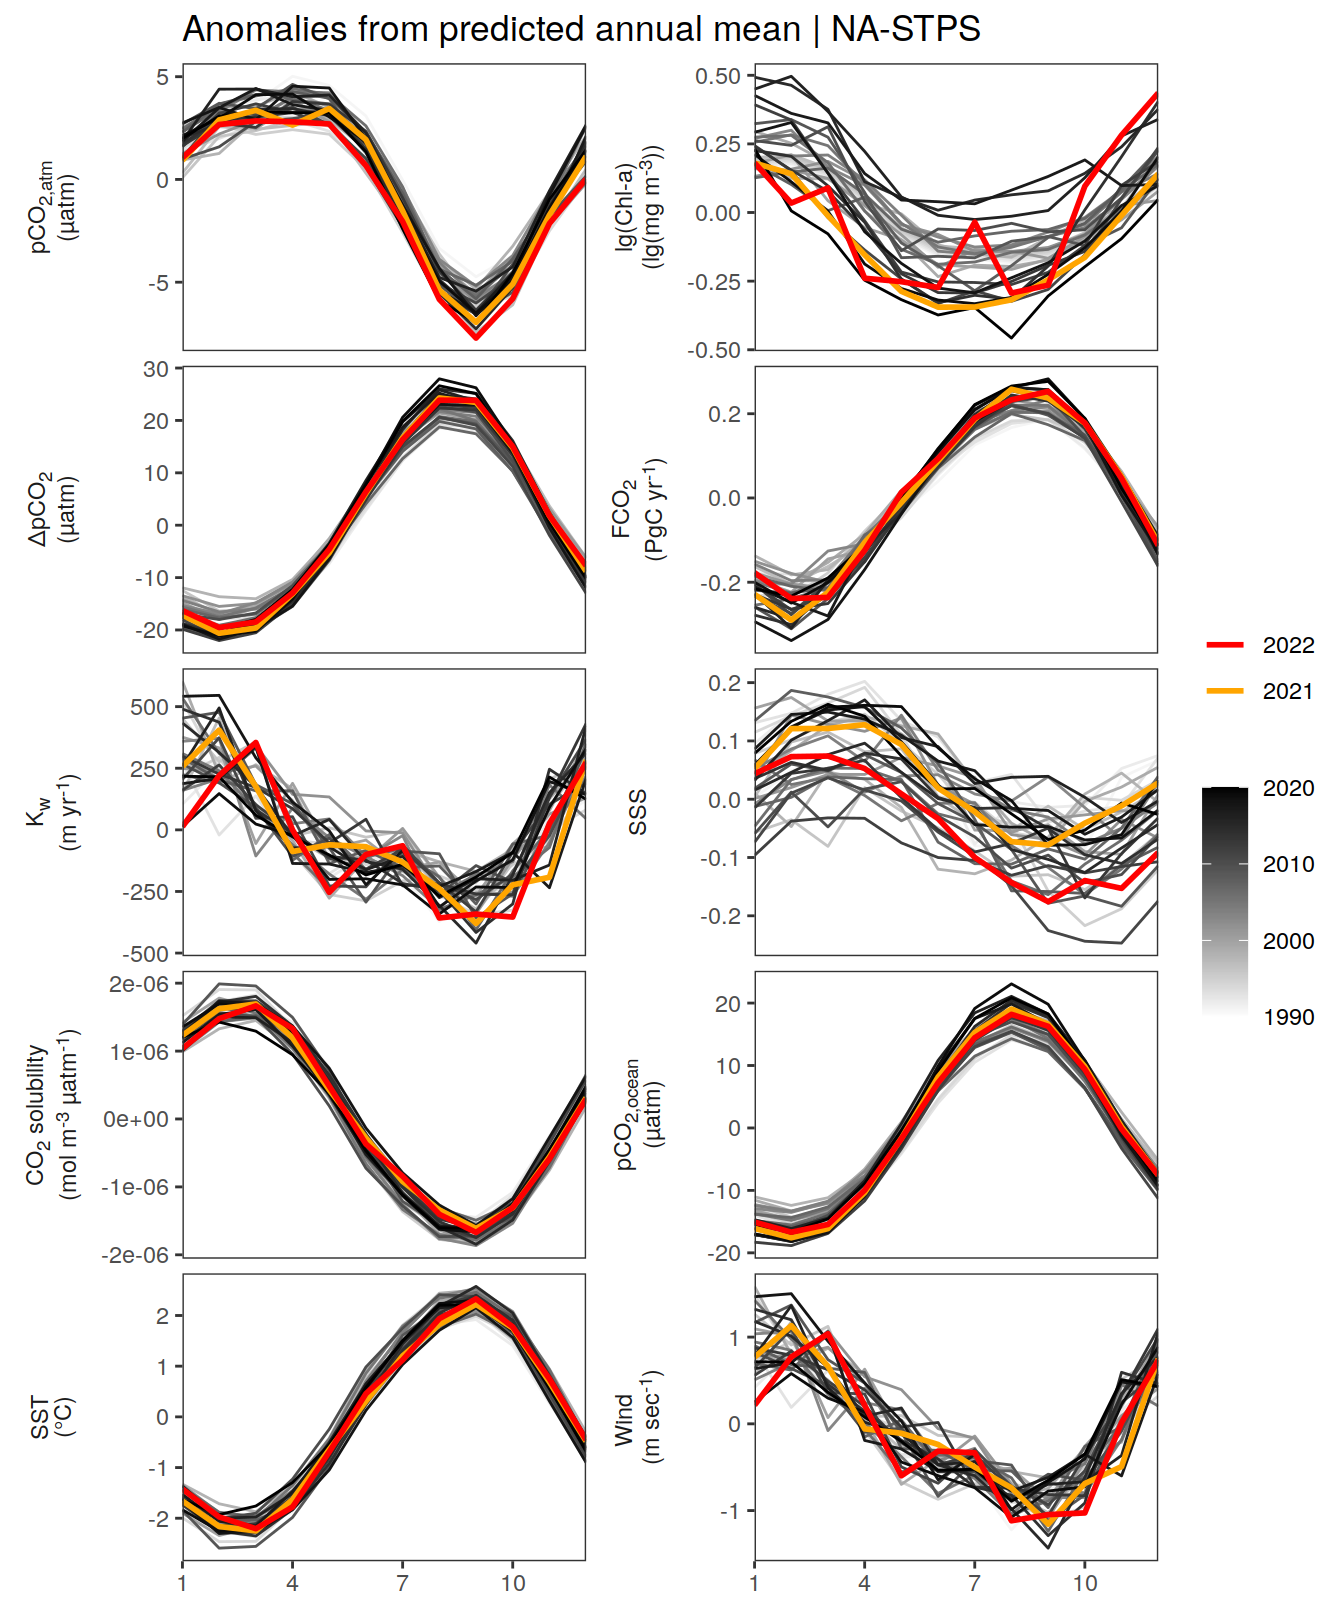 Anomalies from predicted annual mean | NA-STPS
pCO2,atm
(µatm)
5
0
-5
lg(Chl-a)
(lg(mg m-3))
0.50
0.25
0.00
-0.25
-0.50
ΔpCO2
(µatm)
30
20
10
0
-10
-20
FCO2
(PgC yr-1)
0.2
0.0
-0.2
Kw
(m yr-1)
500
250
0
-250
-500
SSS
0.2
0.1
0.0
-0.1
-0.2
CO2 solubility
(mol m-3 µatm-1)
2e-06
1e-06
0e+00
-1e-06
-2e-06
pCO2,ocean
(µatm)
20
10
0
-10
-20
SST
(°C)
2
1
0
-1
-2
1 4 7 10
Wind
(m sec-1)
1
0
-1
1 4 7 10
2022
2021
2020
2010
2000
1990